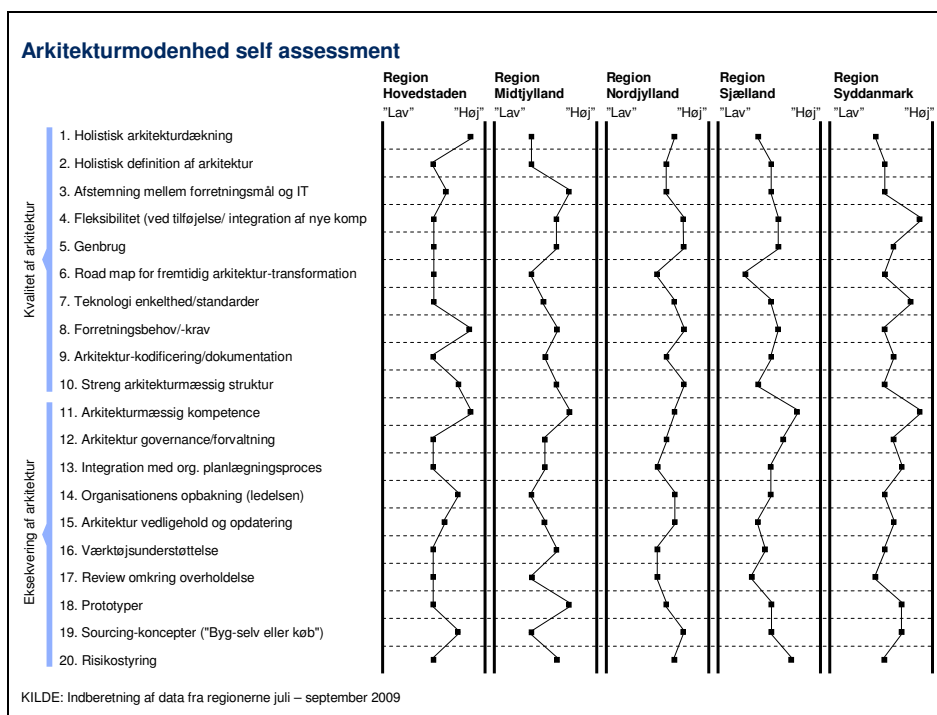 Arkitekturmodenhed self assessment
Region Hovedstaden
Region Midtjylland
Region Nordjylland
Region Sjælland
Region Syddanmark
"Lav" "Høj" "Lav" "Høj" "Lav" "Høj" "Lav" "Høj" "Lav" "Høj"
Kvalitet af arkitektur
1. Holistisk arkitekturdækning
2. Holistisk definition af arkitektur
3. Afstemning mellem forretningsmål og IT
4. Fleksibilitet (ved tilføjelse/ integration af nye komp
5. Genbrug
6. Road map for fremtidig arkitektur-transformation
7. Teknologi enkelthed/standarder
8. Forretningsbehov/-krav
9. Arkitektur-kodificering/dokumentation
10. Streng arkitekturmæssig struktur
Eksekvering af arkitektur
11. Arkitekturmæssig kompetence
12. Arkitektur governance/forvaltning
13. Integration med org. planlægningsproces
14. Organisationens opbakning (ledelsen)
15. Arkitektur vedligehold og opdatering
16. Værktøjsunderstøttelse
17. Review omkring overholdelse
18. Prototyper
19. Sourcing-koncepter ("Byg-selv eller køb")
20. Risikostyring
KILDE: Indberetning af data fra regionerne juli – september 2009